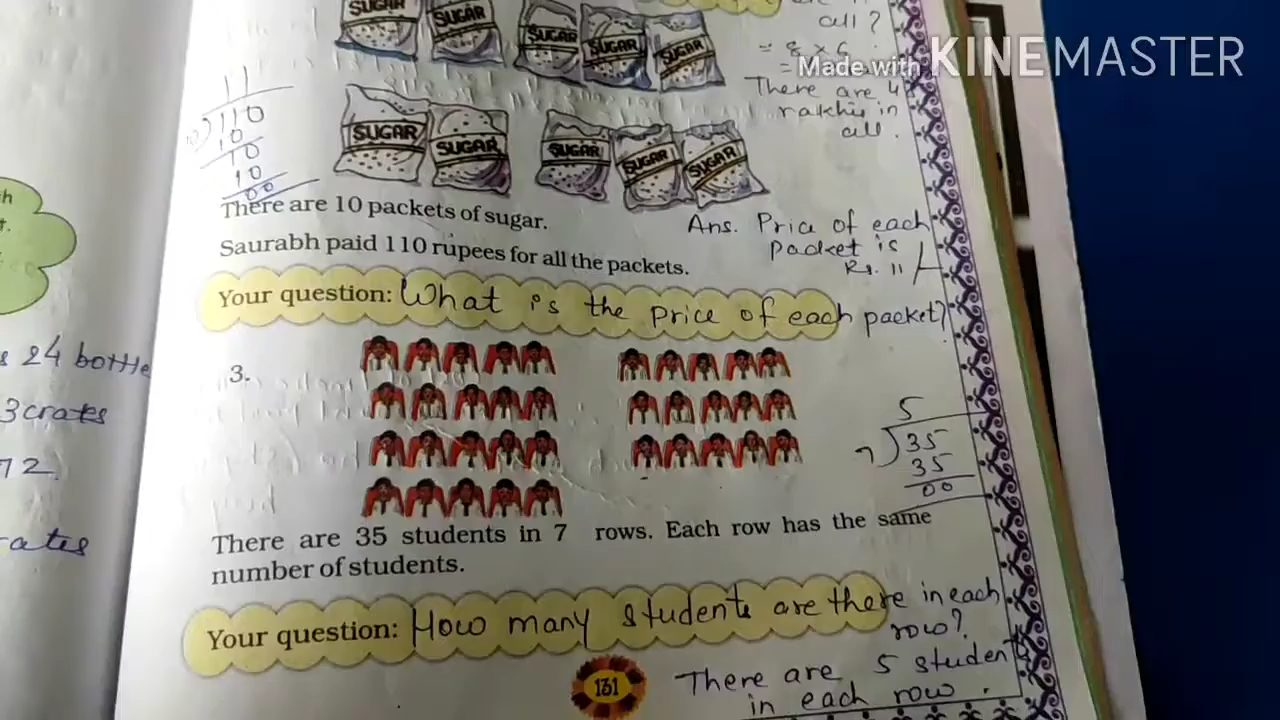 SUGAR SUGAR SUGAR SUGAR SUGAR
all?
= 8 × 6
Made with KINEMASTER
There are 4
rakhis in
all.
11
110
10
10
10
00
SUGAR SUGAR SUGAR SUGAR SUGAR
There are 10 packets of sugar.
Saurabh paid 110 rupees for all the packets.
Ans. Price of each
packet is
Rs. 11/-
Your question: What is the price of each packet?
24 bottle
3 crates
72
3.
5
7) 35
35
00
There are 35 students in 7 rows. Each row has the same
number of students.
Your question: How many students are there in each
row?
There are 5 students
in each row.
131